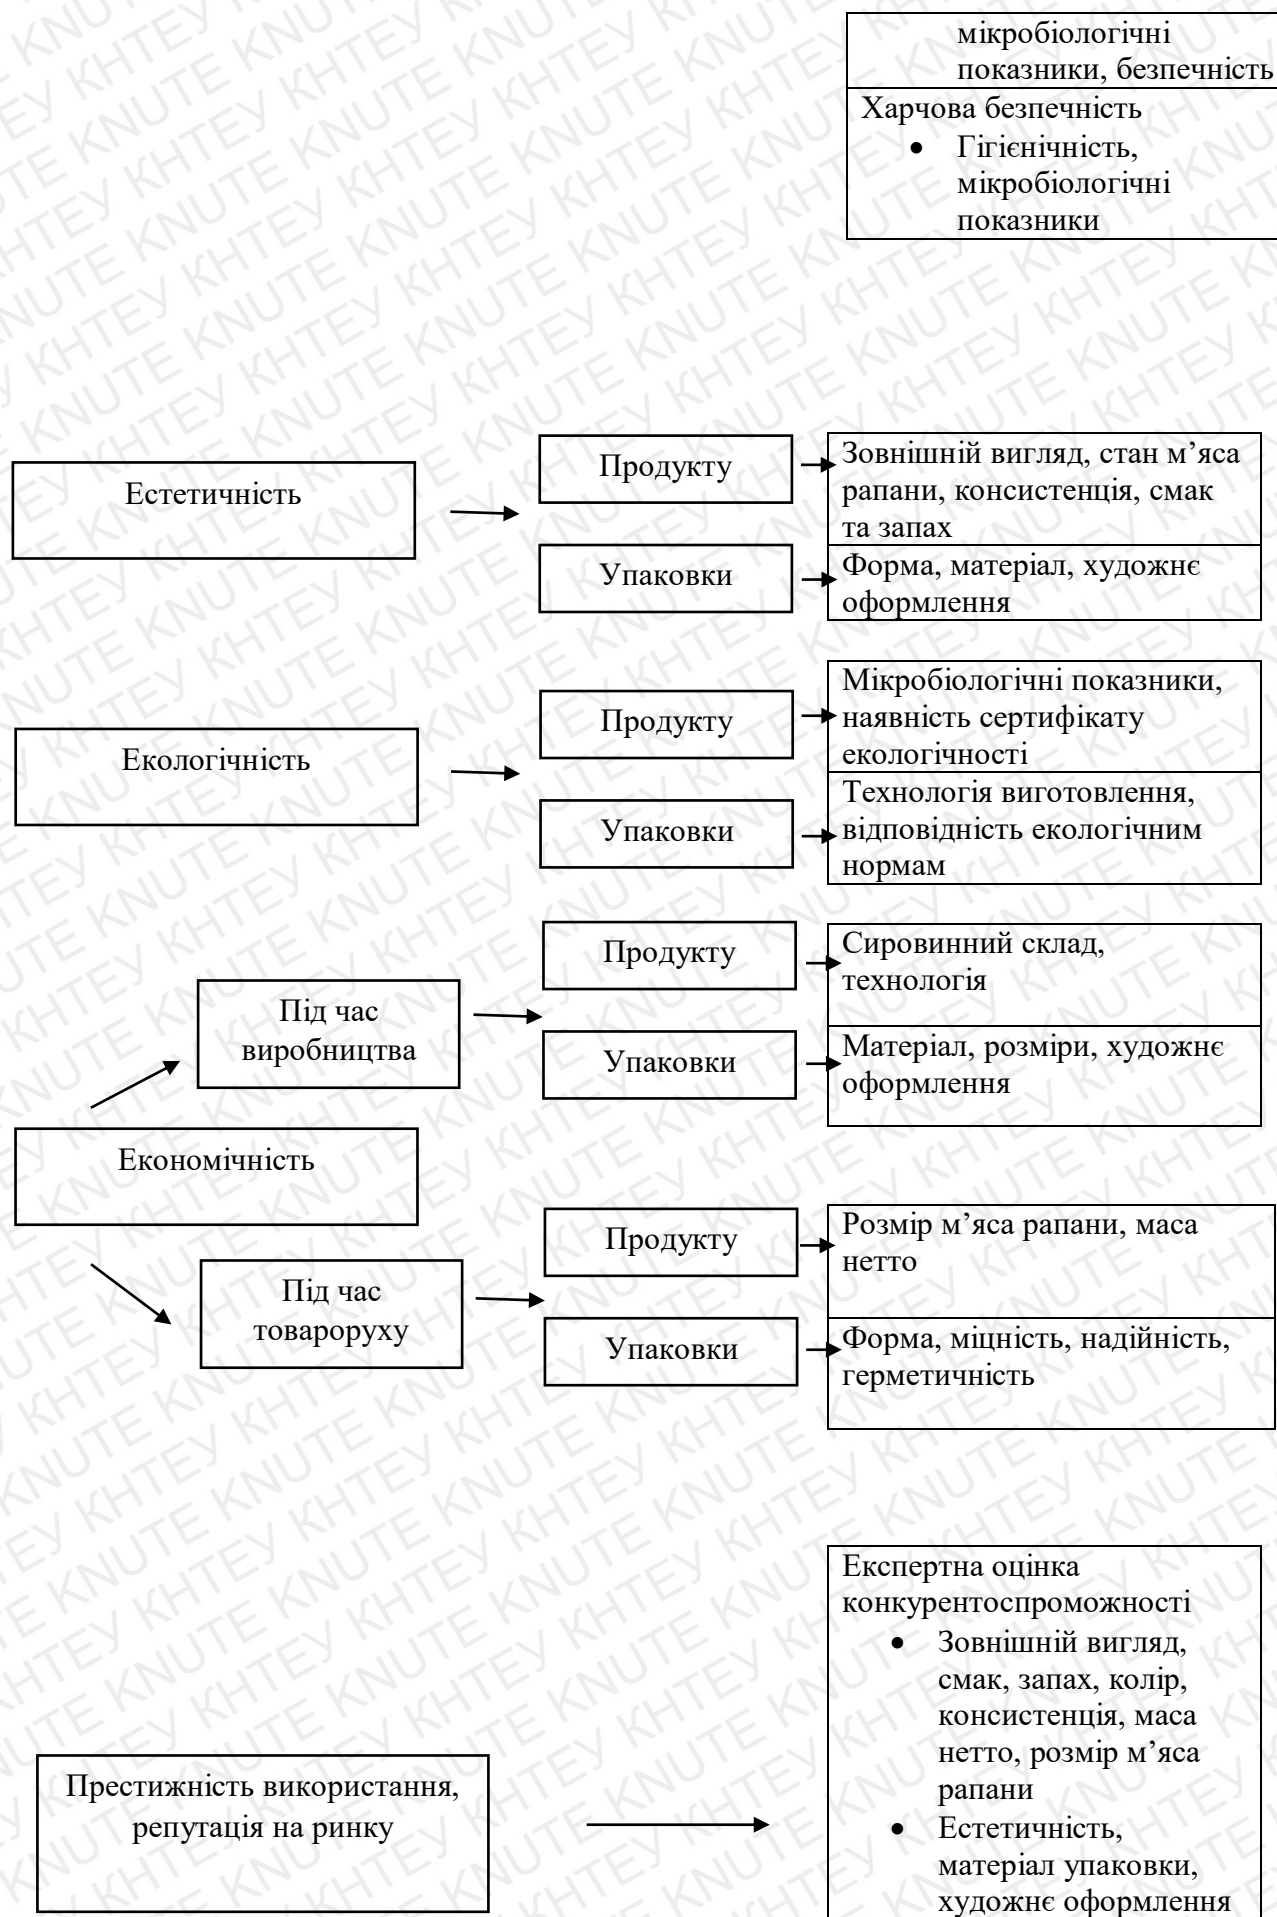 мікробіологічні
показники, безпечність
Харчова безпечність
• Гігієнічність,
мікробіологічні
показники
Естетичність
Продукту
Зовнішній вигляд, стан м’яса
рапани, консистенція, смак
та запах
Упаковки
Форма, матеріал, художнє
оформлення
Екологічність
Продукту
Мікробіологічні показники,
наявність сертифікату
екологічності
Упаковки
Технологія виготовлення,
відповідність екологічним
нормам
Економічність
Під час
виробництва
Продукту
Сировинний склад,
технологія
Упаковки
Матеріал, розміри, художнє
оформлення
Під час
товароруху
Продукту
Розмір м’яса рапани, маса
нетто
Упаковки
Форма, міцність, надійність,
герметичність
Престижність використання,
репутація на ринку
Експертна оцінка
конкурентоспроможності
• Зовнішній вигляд,
смак, запах, колір,
консистенція, маса
нетто, розмір м’яса
рапани
• Естетичність,
матеріал упаковки,
художнє оформлення